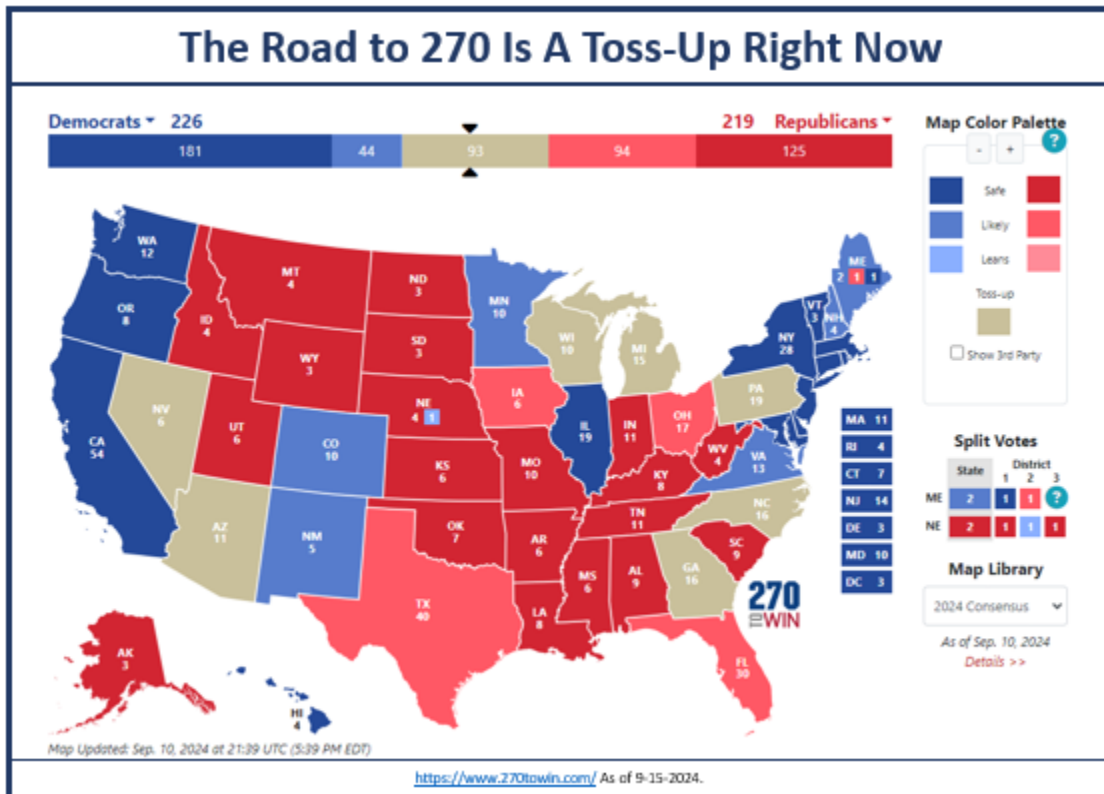 The Road to 270 Is A Toss-Up Right Now
Democrats 226
219 Republicans
181 44 93 94 125
Map Color Palette
- + ?
Safe
Likely
Leans
Toss-up
Show 3rd Party
WA
12
OR
8
CA
54
NV
6
ID
4
MT
4
WY
3
UT
6
AZ
11
CO
10
NM
5
ND
3
SD
3
NE
4 1
KS
6
OK
7
TX
40
MN
10
IA
6
MO
10
AR
6
LA
8
WI
10
IL
19
MI
15
IN
11
OH
17
KY
8
TN
11
MS
6
AL
9
GA
16
FL
30
SC
9
NC
16
VA
13
WV
4
PA
19
NY
28
VT
3
NH
4
ME
2 1 1
AK
3
HI
4
MA 11
RI 4
CT 7
NJ 14
DE 3
MD 10
DC 3
270
TO WIN
Split Votes
State District
1 2 3
ME 2 1 1 ?
NE 2 1 1 1
Map Library
2024 Consensus
As of Sep. 10, 2024
Details >>
Map Updated: Sep. 10, 2024 at 21:39 UTC (5:39 PM EDT)
https://www.270towin.com/ As of 9-15-2024.